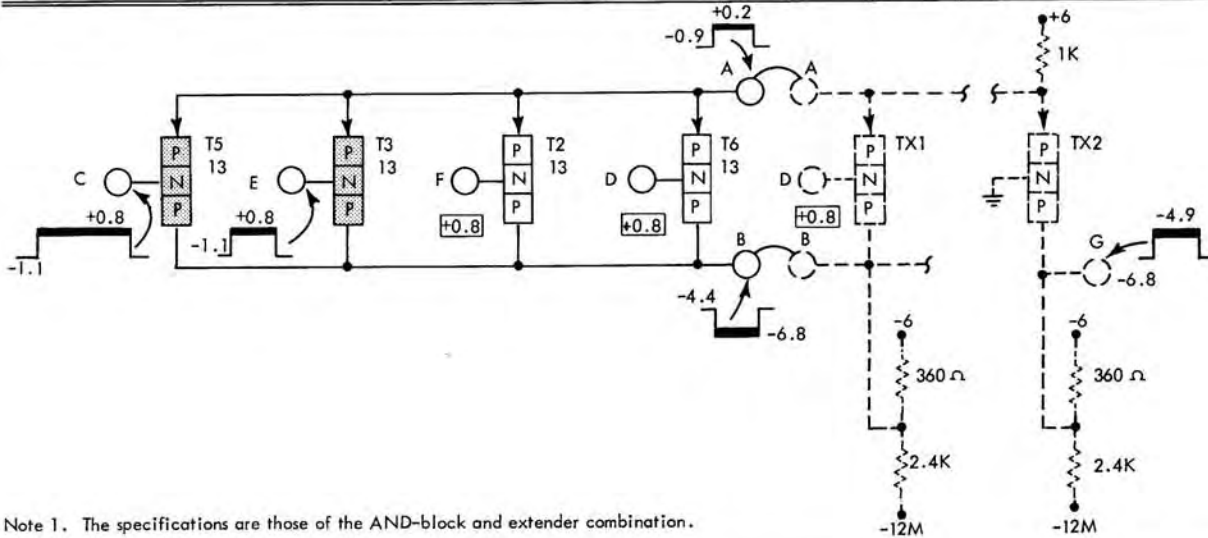 +0.2
-0.9
+6
1K
A A
C P N P T5 13
E P N P T3 13
F P N P T2 13
D P N P T6 13
D P N P TX1
P N P TX2
+0.8
-1.1
+0.8
-1.1
+0.8
+0.8
+0.8
B B
-4.4
-6.8
G
-4.9
-6.8
-6
360 Ω
2.4K
-12M
-6
360 Ω
2.4K
-12M
Note 1. The specifications are those of the AND-block and extender combination.